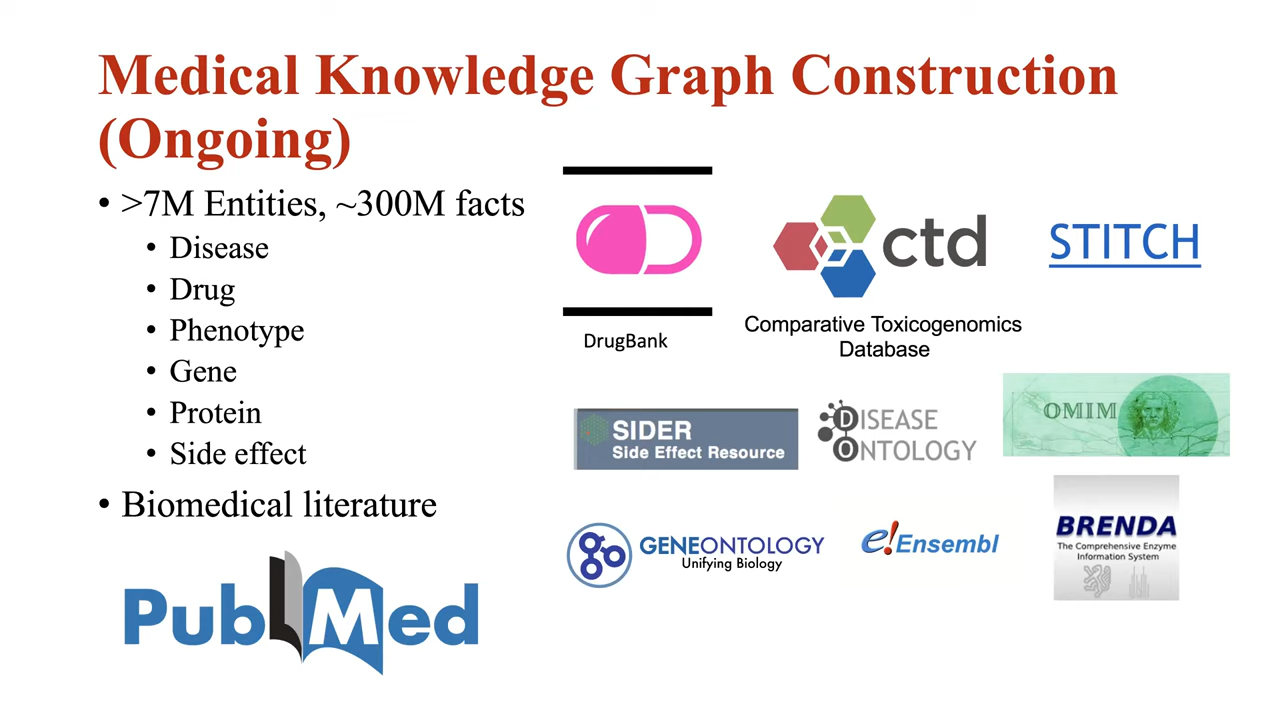 Medical Knowledge Graph Construction
(Ongoing)
• >7M Entities, ~300M facts
• Disease
• Drug
• Phenotype
• Gene
• Protein
• Side effect
• Biomedical literature
PubMed
DrugBank
ctd
Comparative Toxicogenomics
Database
STITCH
SIDER
Side Effect Resource
DISEASE
ONTOLOGY
OMIM
GENEONTOLOGY
Unifying Biology
e!Ensembl
BRENDA
The Comprehensive Enzyme
Information System